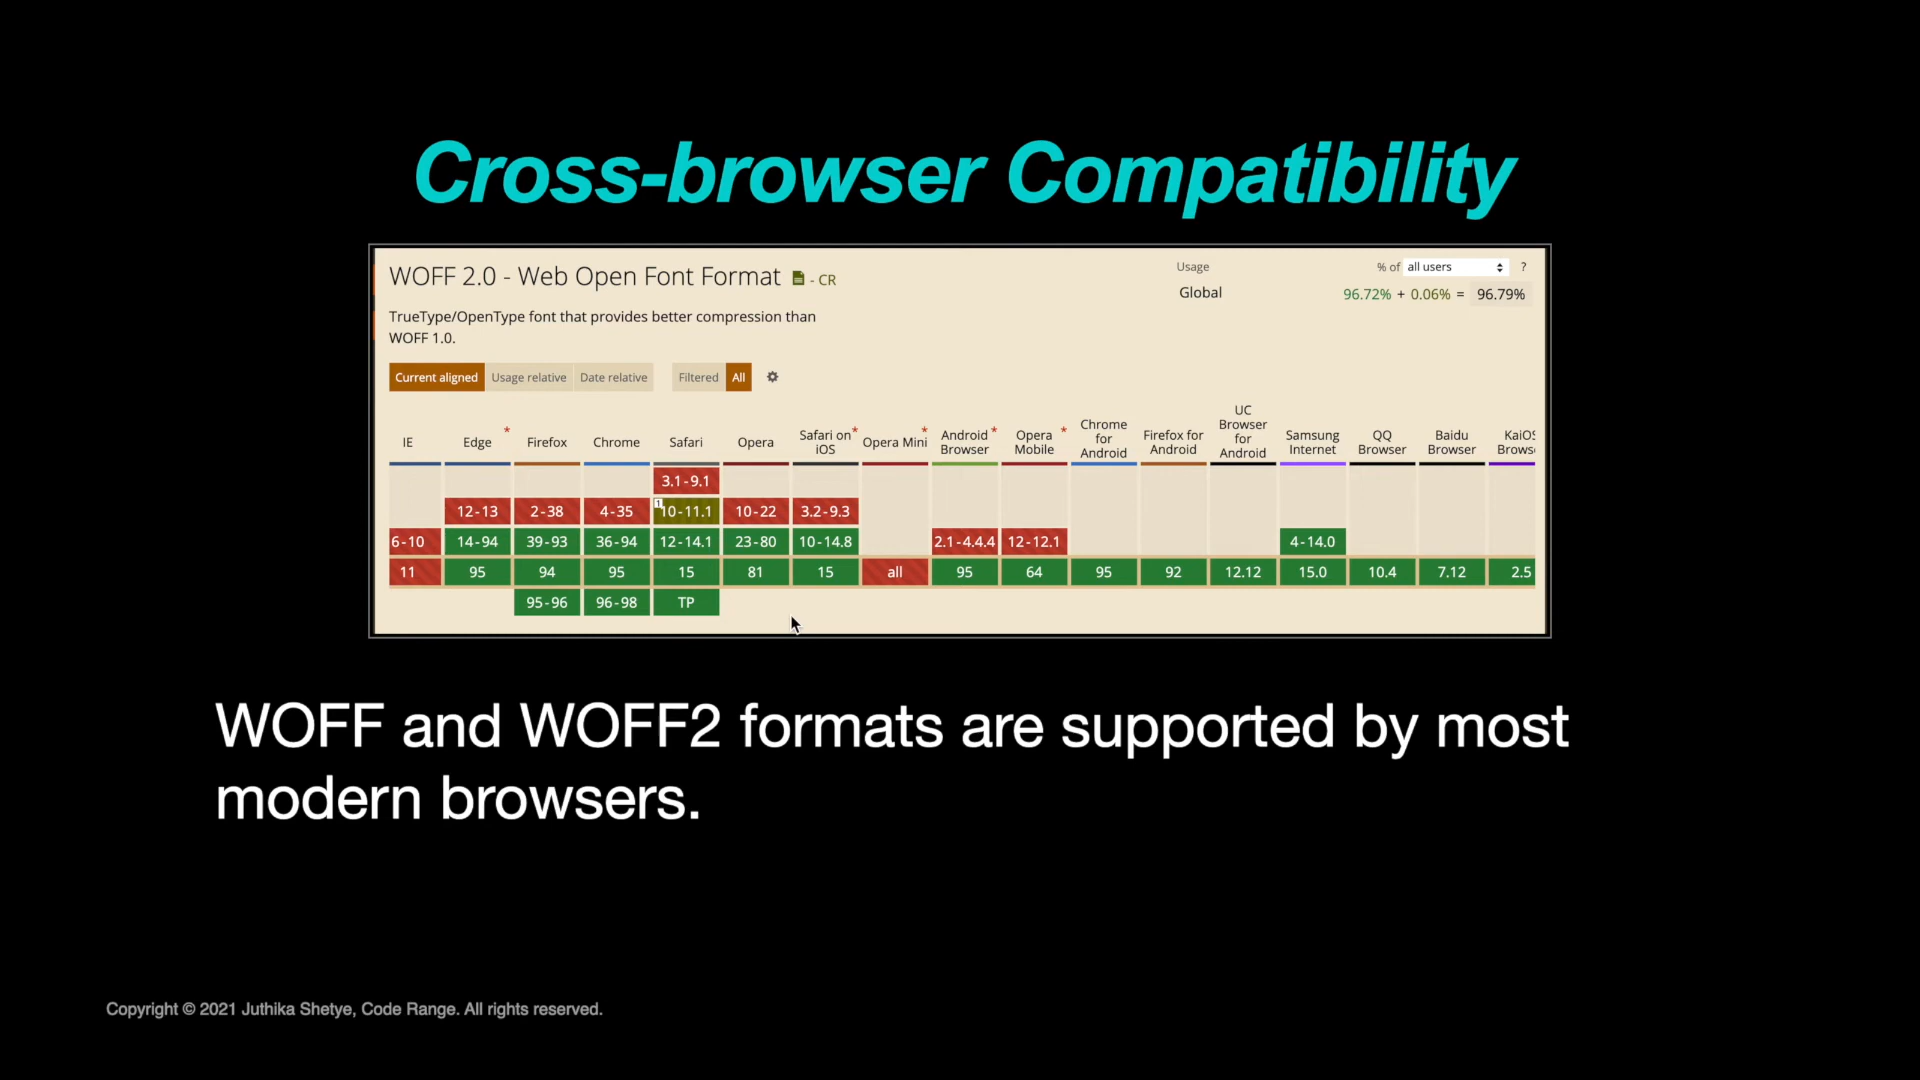 Cross-browser Compatibility
WOFF 2.0 - Web Open Font Format - CR
Usage % of all users ?
Global 96.72% + 0.06% = 96.79%
TrueType/OpenType font that provides better compression than
WOFF 1.0.
Current aligned Usage relative Date relative Filtered All
IE Edge * Firefox Chrome Safari Opera Safari on iOS * Opera Mini * Android Browser * Opera Mobile * Chrome for Android Firefox for Android UC Browser for Android Samsung Internet QQ Browser Baidu Browser KaiOS Browse
3.1-9.1
12-13 2-38 4-35 1 10-11.1 10-22 3.2-9.3
6-10 14-94 39-93 36-94 12-14.1 23-80 10-14.8 2.1-4.4.4 12-12.1 4-14.0
11 95 94 95 15 81 15 all 95 64 95 92 12.12 15.0 10.4 7.12 2.5
95-96 96-98 TP
WOFF and WOFF2 formats are supported by most
modern browsers.
Copyright © 2021 Juthika Shetye, Code Range. All rights reserved.